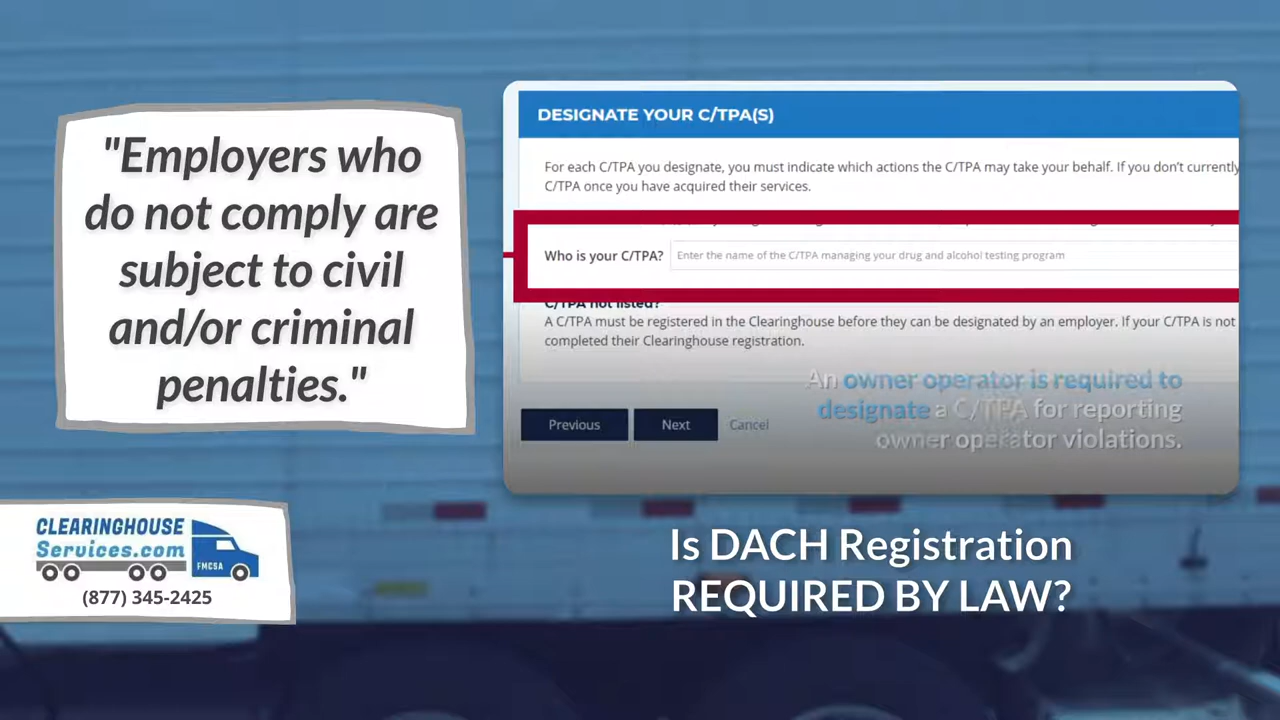 "Employers who
do not comply are
subject to civil
and/or criminal
penalties."
DESIGNATE YOUR C/TPA(S)
For each C/TPA you designate, you must indicate which actions the C/TPA may take your behalf. If you don't currently
C/TPA once you have acquired their services.
Who is your C/TPA? Enter the name of the C/TPA managing your drug and alcohol testing program
C/TPA not listed?
A C/TPA must be registered in the Clearinghouse before they can be designated by an employer. If your C/TPA is not
completed their Clearinghouse registration.
Previous Next Cancel
An owner operator is required to
designate a C/TPA for reporting
owner operator violations.
CLEARINGHOUSE
Services.com
FMCSA
(877) 345-2425
Is DACH Registration
REQUIRED BY LAW?